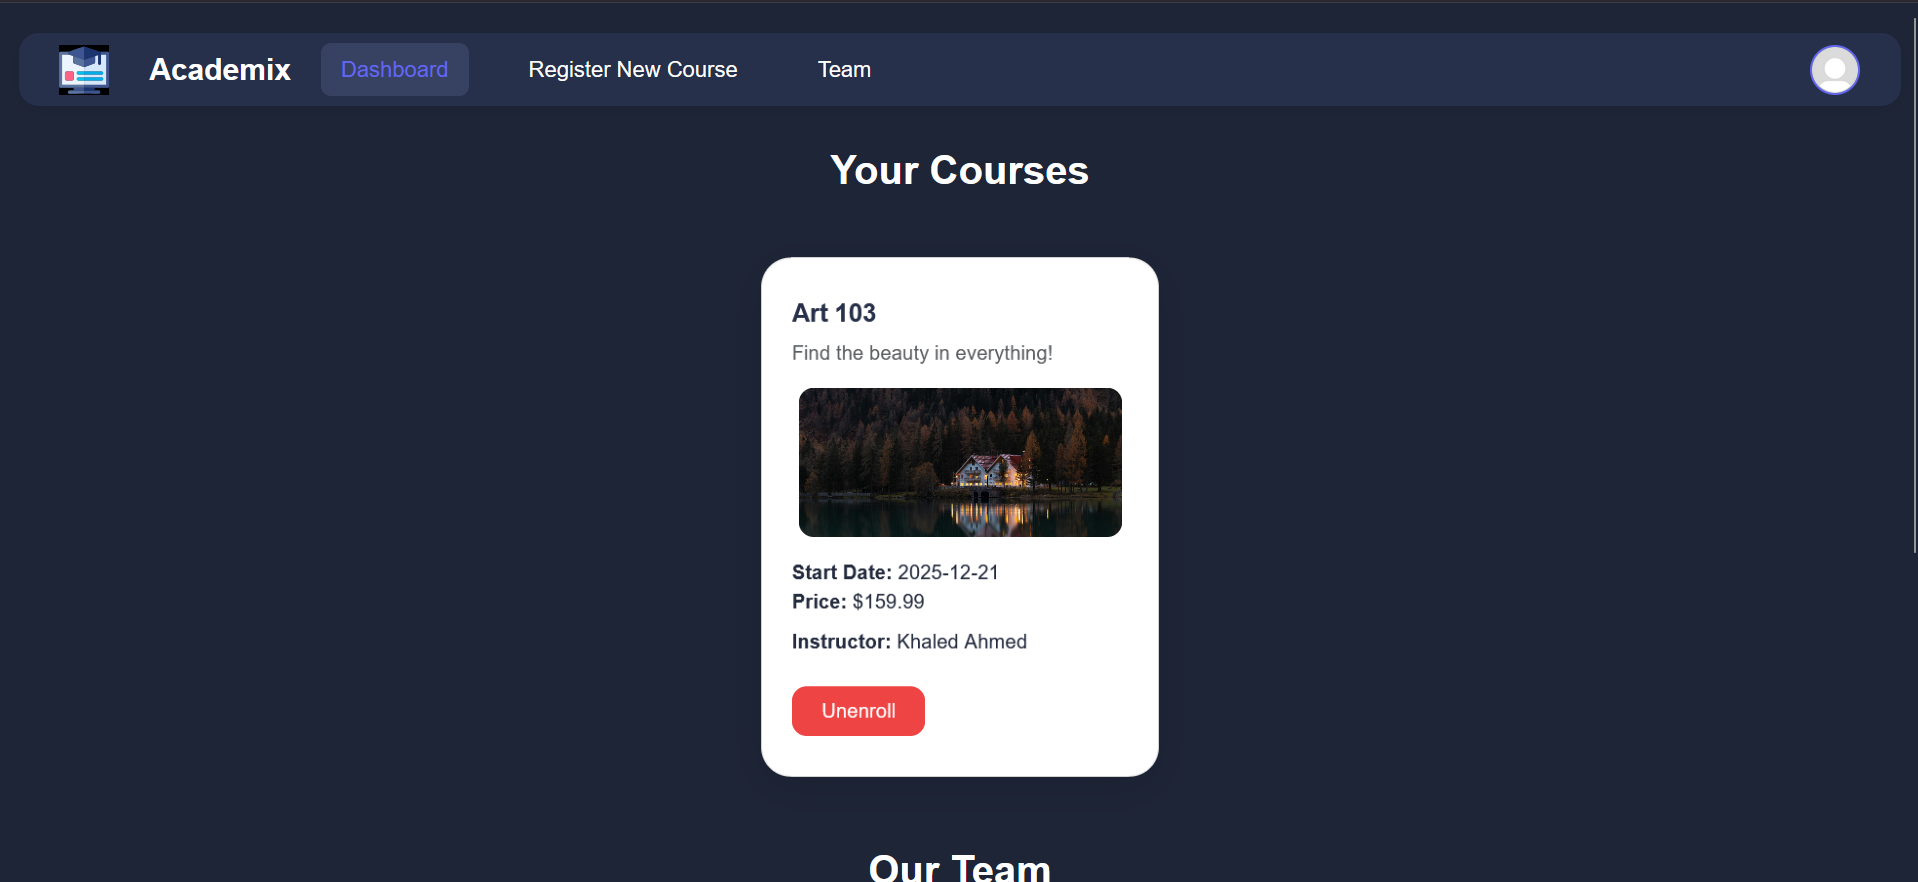 Academix
Dashboard
Register New Course
Team
Your Courses
Art 103
Find the beauty in everything!
Start Date: 2025-12-21
Price: $159.99
Instructor: Khaled Ahmed
Unenroll
Our Team